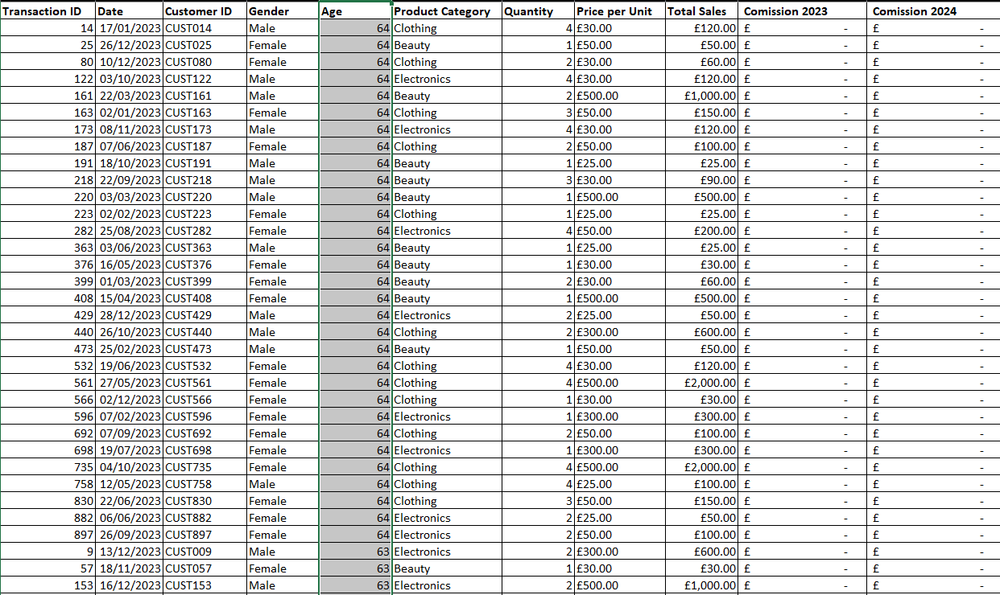 Transaction ID Date Customer ID Gender Age Product Category Quantity Price per Unit Total Sales Comission 2023 Comission 2024
14 17/01/2023 CUST014 Male 64 Clothing 4 £30.00 £120.00 £ - £ -
25 26/12/2023 CUST025 Female 64 Beauty 1 £50.00 £50.00 £ - £ -
80 10/12/2023 CUST080 Female 64 Clothing 2 £30.00 £60.00 £ - £ -
122 03/10/2023 CUST122 Male 64 Electronics 4 £30.00 £120.00 £ - £ -
161 22/03/2023 CUST161 Male 64 Beauty 2 £500.00 £1,000.00 £ - £ -
163 02/01/2023 CUST163 Female 64 Clothing 3 £50.00 £150.00 £ - £ -
173 08/11/2023 CUST173 Male 64 Electronics 4 £30.00 £120.00 £ - £ -
187 07/06/2023 CUST187 Female 64 Clothing 2 £50.00 £100.00 £ - £ -
191 18/10/2023 CUST191 Male 64 Beauty 1 £25.00 £25.00 £ - £ -
218 22/09/2023 CUST218 Male 64 Beauty 3 £30.00 £90.00 £ - £ -
220 03/03/2023 CUST220 Male 64 Beauty 1 £500.00 £500.00 £ - £ -
223 02/02/2023 CUST223 Female 64 Clothing 1 £25.00 £25.00 £ - £ -
282 25/08/2023 CUST282 Female 64 Electronics 4 £50.00 £200.00 £ - £ -
363 03/06/2023 CUST363 Male 64 Beauty 1 £25.00 £25.00 £ - £ -
376 16/05/2023 CUST376 Female 64 Beauty 1 £30.00 £30.00 £ - £ -
399 01/03/2023 CUST399 Female 64 Beauty 2 £30.00 £60.00 £ - £ -
408 15/04/2023 CUST408 Female 64 Beauty 1 £500.00 £500.00 £ - £ -
429 28/12/2023 CUST429 Male 64 Electronics 2 £25.00 £50.00 £ - £ -
440 26/10/2023 CUST440 Male 64 Clothing 2 £300.00 £600.00 £ - £ -
473 25/02/2023 CUST473 Male 64 Beauty 1 £50.00 £50.00 £ - £ -
532 19/06/2023 CUST532 Female 64 Clothing 4 £30.00 £120.00 £ - £ -
561 27/05/2023 CUST561 Female 64 Clothing 4 £500.00 £2,000.00 £ - £ -
566 02/12/2023 CUST566 Female 64 Clothing 1 £30.00 £30.00 £ - £ -
596 07/02/2023 CUST596 Female 64 Electronics 1 £300.00 £300.00 £ - £ -
692 07/09/2023 CUST692 Female 64 Clothing 2 £50.00 £100.00 £ - £ -
698 19/07/2023 CUST698 Female 64 Electronics 1 £300.00 £300.00 £ - £ -
735 04/10/2023 CUST735 Female 64 Clothing 4 £500.00 £2,000.00 £ - £ -
758 12/05/2023 CUST758 Male 64 Clothing 4 £25.00 £100.00 £ - £ -
830 22/06/2023 CUST830 Female 64 Clothing 3 £50.00 £150.00 £ - £ -
882 06/06/2023 CUST882 Female 64 Electronics 2 £25.00 £50.00 £ - £ -
897 26/09/2023 CUST897 Female 64 Electronics 2 £50.00 £100.00 £ - £ -
9 13/12/2023 CUST009 Male 63 Electronics 2 £300.00 £600.00 £ - £ -
57 18/11/2023 CUST057 Female 63 Beauty 1 £30.00 £30.00 £ - £ -
153 16/12/2023 CUST153 Male 63 Electronics 2 £500.00 £1,000.00 £ - £ -